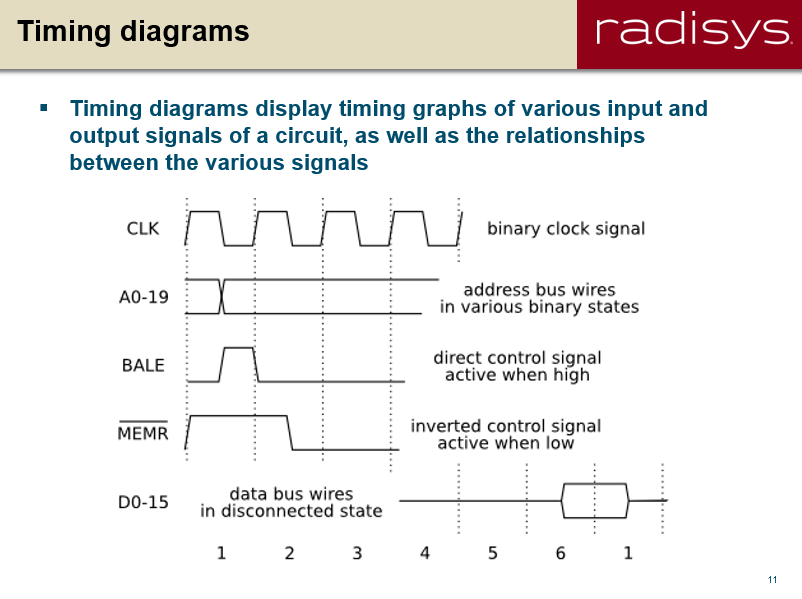 Timing diagrams
radisys.
▪ Timing diagrams display timing graphs of various input and
output signals of a circuit, as well as the relationships
between the various signals
CLK
binary clock signal
A0-19
address bus wires
in various binary states
BALE
direct control signal
active when high
MEMR
inverted control signal
active when low
D0-15
data bus wires
in disconnected state
1 2 3 4 5 6 1
11